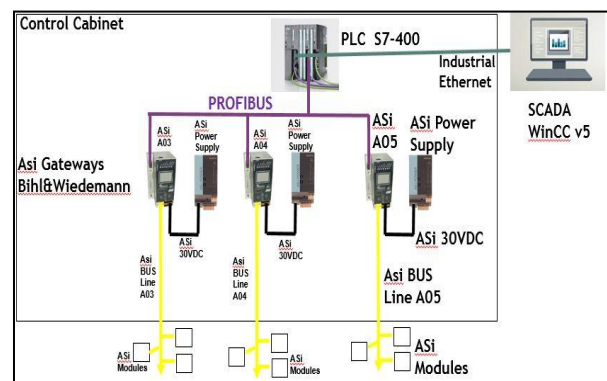 Control Cabinet
PLC S7-400
Industrial
Ethernet
SCADA
WinCC v5
PROFIBUS
ASi
A03
ASi
Power
Supply
ASi
A04
ASi
Power
Supply
ASi
A05
ASi Power
Supply
Asi Gateways
Bihl&Wiedemann
ASi
30VDC
ASi
30VDC
ASi 30VDC
Asi
BUS
Line
A03
Asi
BUS
Line
A04
Asi BUS
Line A05
ASi
Modules
ASi
Modules
ASi
Modules